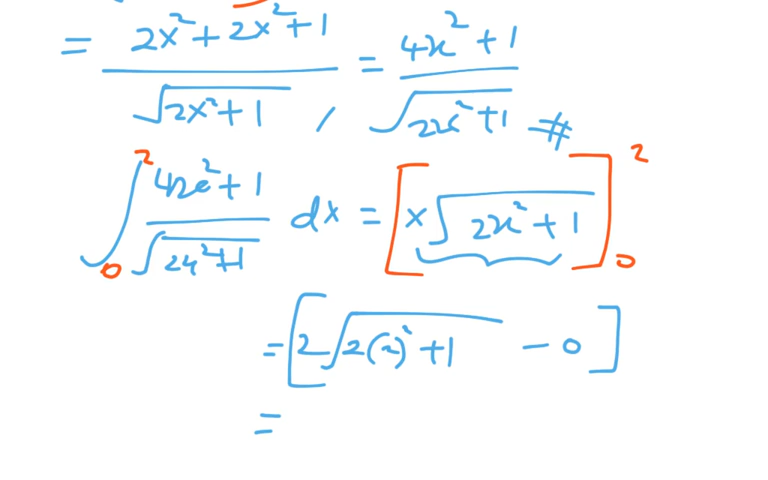 = (2x²+2x²+1)/√(2x²+1) , = (4x²+1)/√(2x²+1) #
∫₀² (4x²+1)/√(2x²+1) dx = [x√(2x²+1)]₀²
= [2√(2(2)²+1) - 0]
=